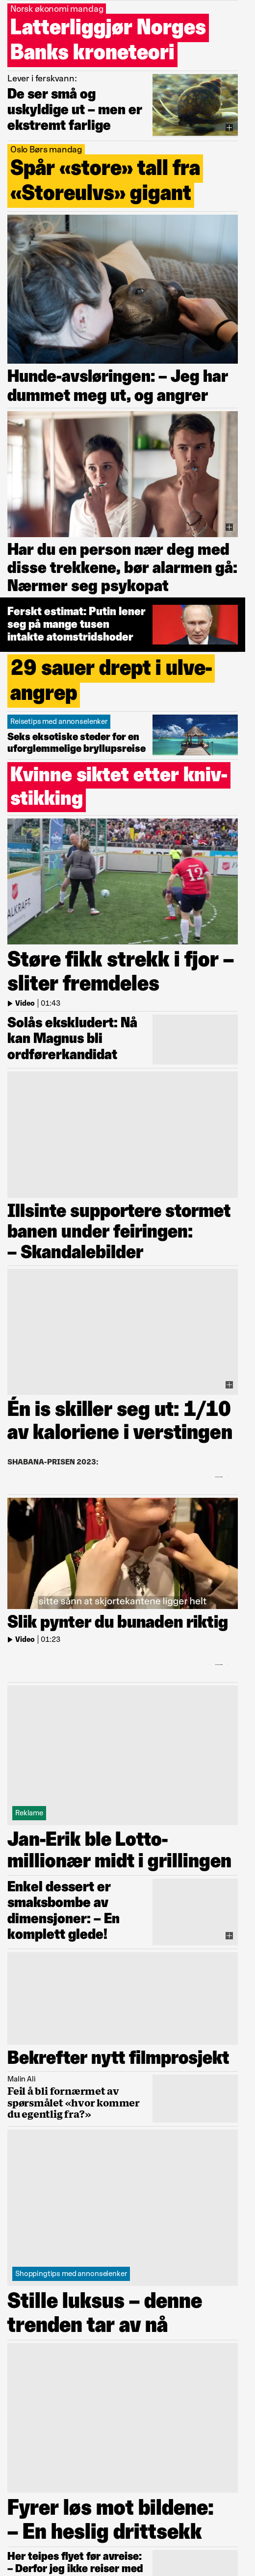 Norsk økonomi mandag
Latterliggjør Norges
Banks kroneteori
Lever i ferskvann:
De ser små og
uskyldige ut – men er
ekstremt farlige
Oslo Børs mandag
Spår «store» tall fra
«Storeulvs» gigant
Hunde-avsløringen: – Jeg har
dummet meg ut, og angrer
Har du en person nær deg med
disse trekkene, bør alarmen gå:
Nærmer seg psykopat
Ferskt estimat: Putin lener
seg på mange tusen
intakte atomstridshoder
29 sauer drept i ulve-
angrep
Reisetips med annonselenker
Seks eksotiske steder for en
uforglemmelig bryllupsreise
Kvinne siktet etter kniv-
stikking
ALKRAFT
12
Støre fikk strekk i fjor –
sliter fremdeles
Video | 01:43
Solås ekskludert: Nå
kan Magnus bli
ordførerkandidat
Illsinte supportere stormet
banen under feiringen:
– Skandalebilder
Én is skiller seg ut: 1/10
av kaloriene i verstingen
SHABANA-PRISEN 2023:
sitte sånn at skjortekantene ligger helt
Slik pynter du bunaden riktig
Video | 01:23
Reklame
Jan-Erik ble Lotto-
millionær midt i grillingen
Enkel dessert er
smaksbombe av
dimensjoner: – En
komplett glede!
Bekrefter nytt filmprosjekt
Malin Ali
Feil å bli fornærmet av
spørsmålet «hvor kommer
du egentlig fra?»
Shoppingtips med annonselenker
Stille luksus – denne
trenden tar av nå
Fyrer løs mot bildene:
– En heslig drittsekk
Her teipes flyet før avreise:
– Derfor jeg ikke reiser med